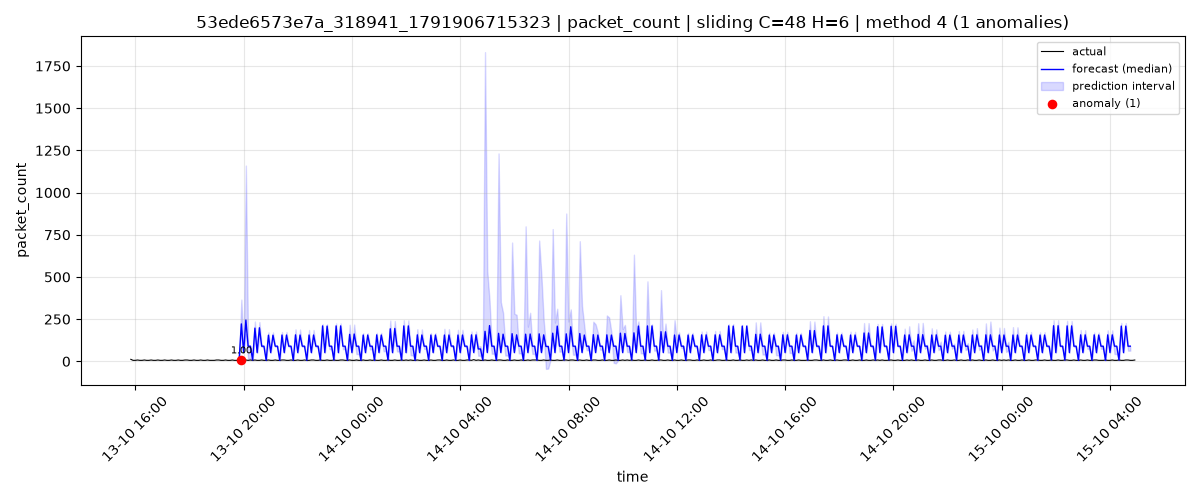 53ede6573e7a_318941_1791906715323 | packet_count | sliding C=48 H=6 | method 4 (1 anomalies)
actual
forecast (median)
prediction interval
anomaly (1)
packet_count
1750
1500
1250
1000
750
500
250
0
13-10 16:00
13-10 20:00
14-10 00:00
14-10 04:00
14-10 08:00
14-10 12:00
14-10 16:00
14-10 20:00
15-10 00:00
15-10 04:00
time